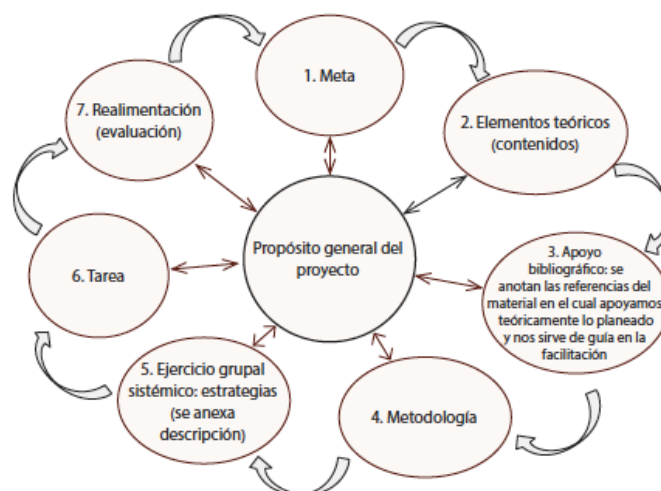 1. Meta
2. Elementos teóricos
(contenidos)
3. Apoyo
bibliográfico: se
anotan las referencias del
material en el cual apoyamos
teóricamente lo planeado
y nos sirve de guía en la
facilitación
4. Metodología
5. Ejercicio grupal
sistémico: estrategias
(se anexa
descripción)
6. Tarea
7. Realimentación
(evaluación)
Propósito general del
proyecto